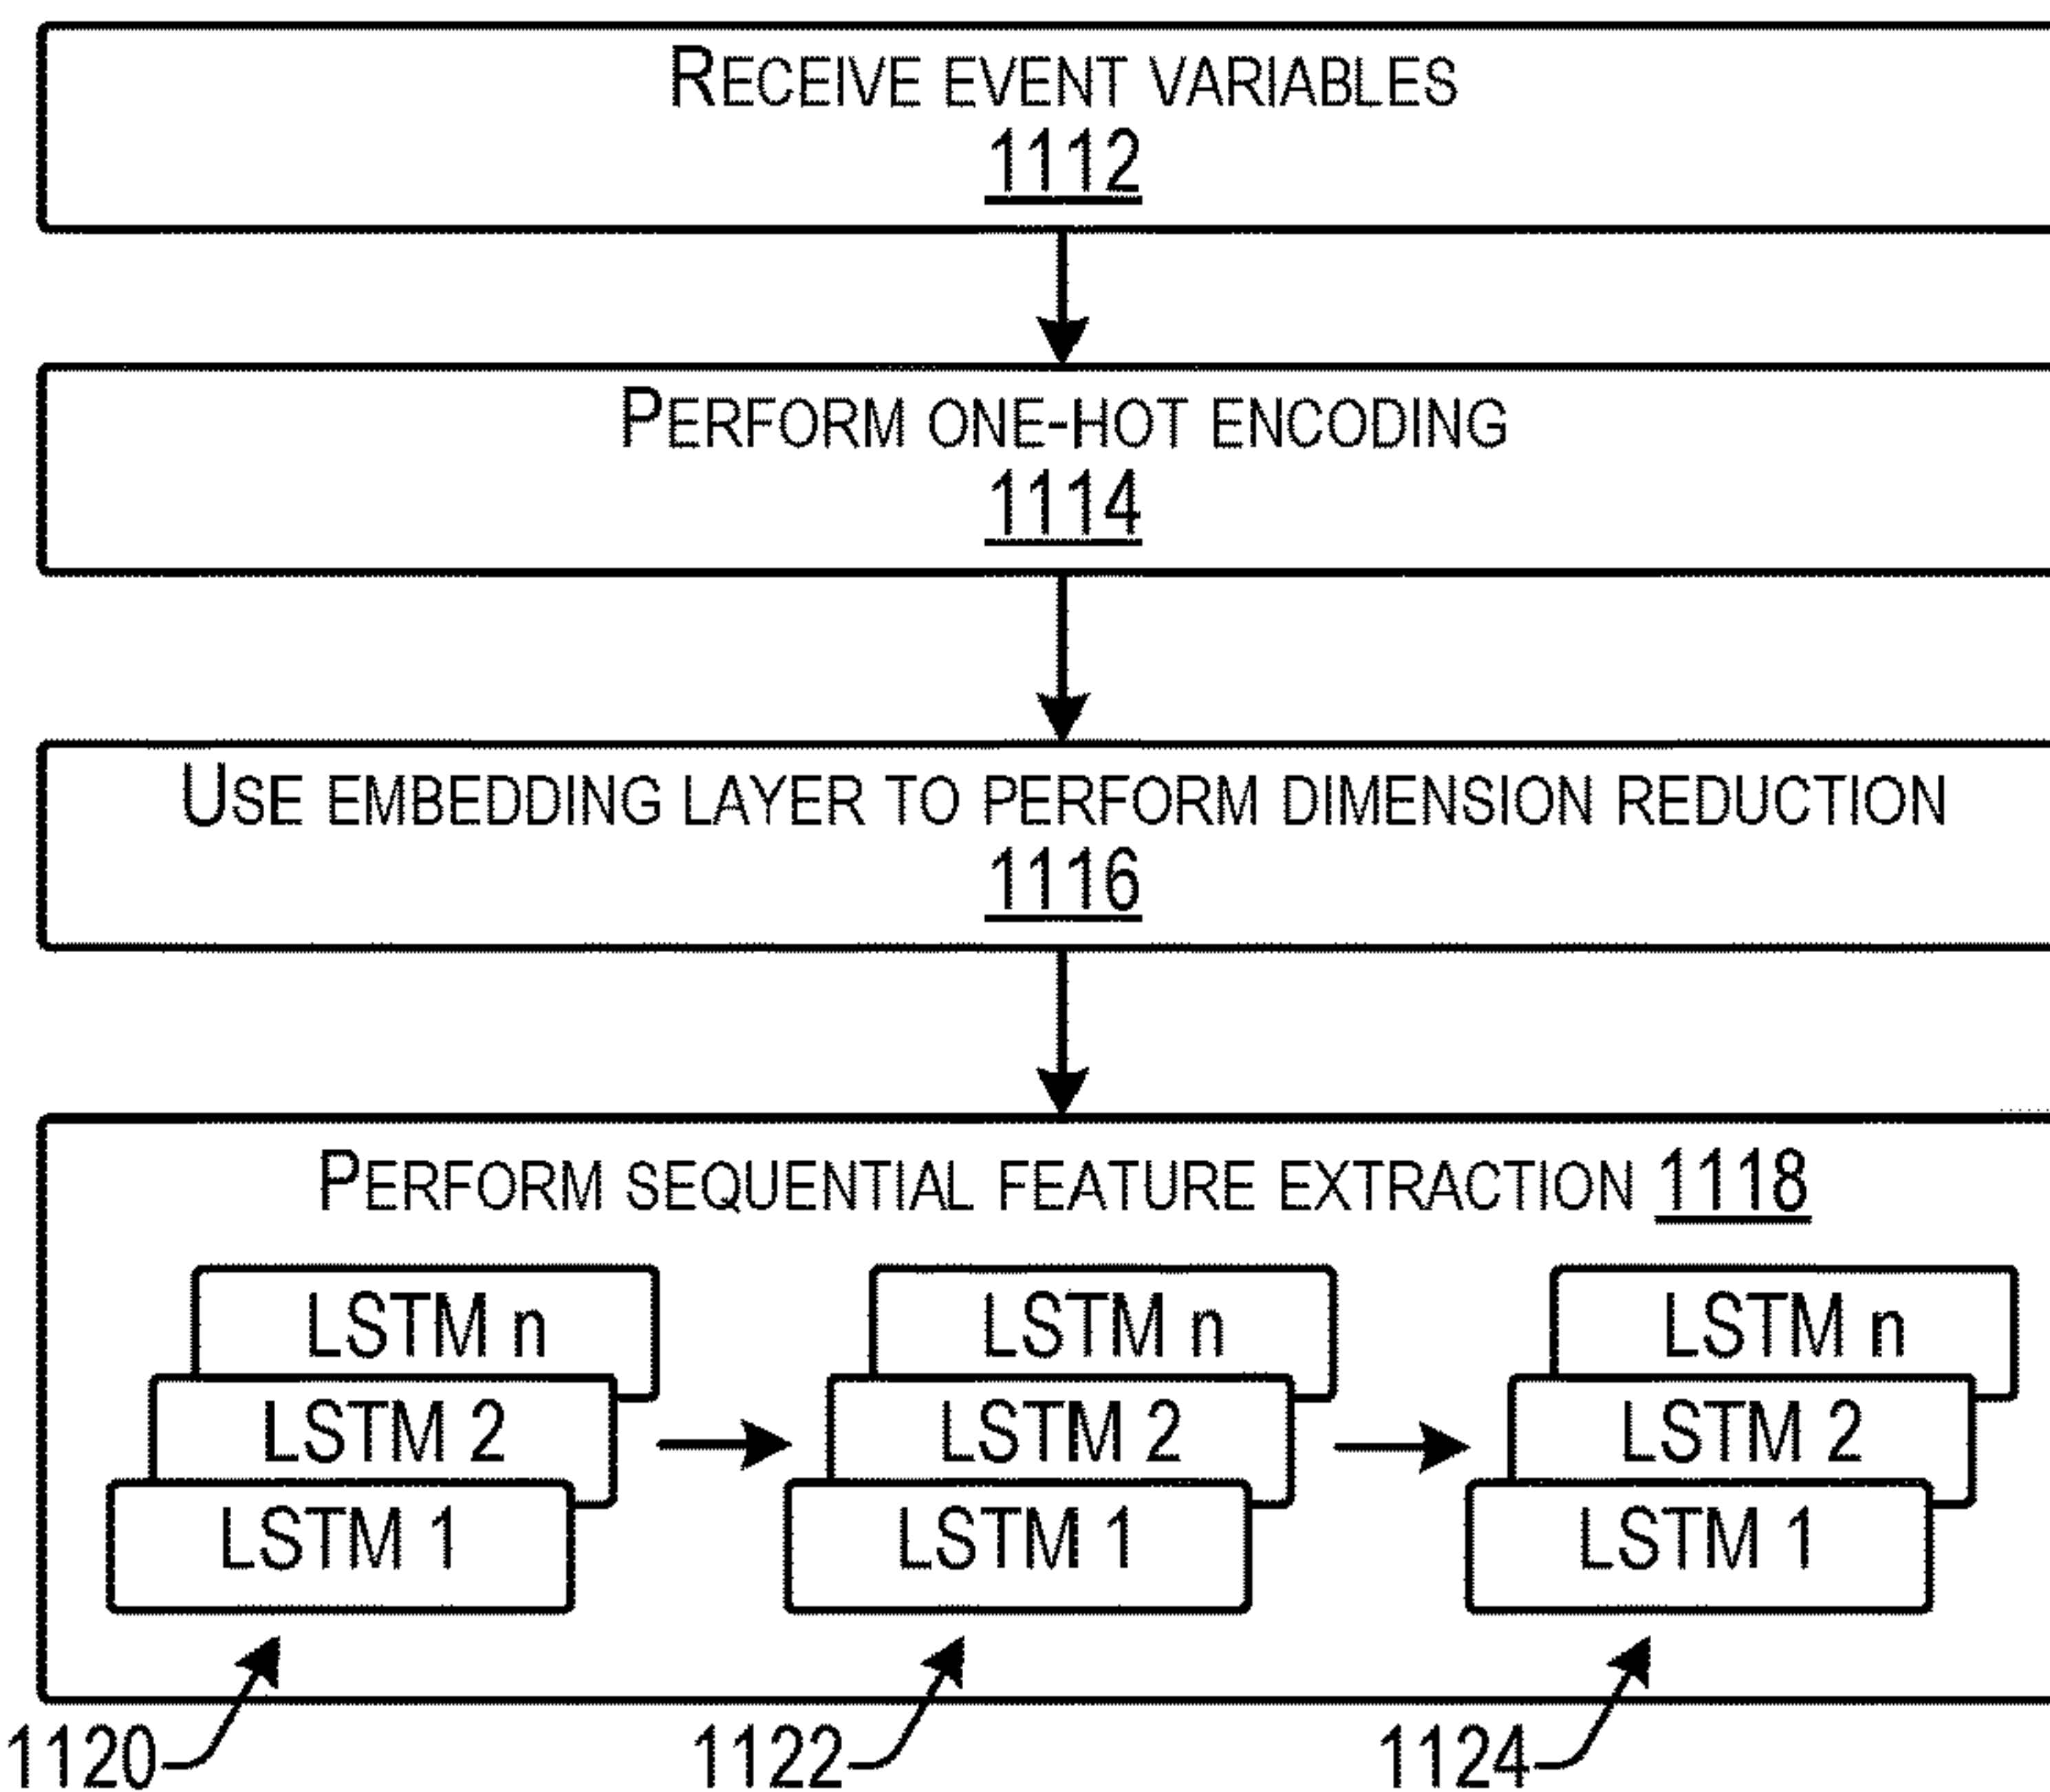 RECEIVE EVENT VARIABLES
1112
PERFORM ONE-HOT ENCODING
1114
USE EMBEDDING LAYER TO PERFORM DIMENSION REDUCTION
1116
PERFORM SEQUENTIAL FEATURE EXTRACTION 1118
LSTM n LSTM n LSTM n
LSTM 2 LSTM 2 LSTM 2
LSTM 1 LSTM 1 LSTM 1
1120 1122 1124